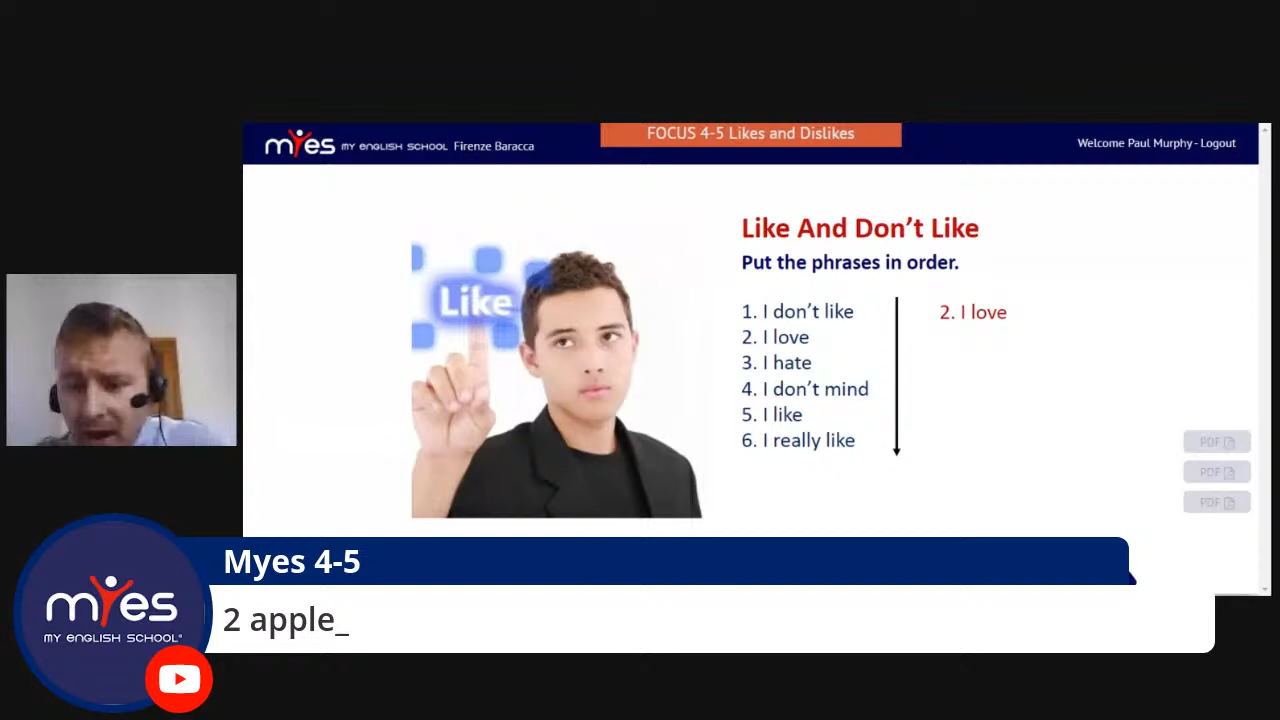 myes MY ENGLISH SCHOOL Firenze Baracca
FOCUS 4-5 Likes and Dislikes
Welcome Paul Murphy - Logout
Like
Like And Don't Like
Put the phrases in order.
1. I don't like
2. I love
3. I hate
4. I don't mind
5. I like
6. I really like
2. I love
PDF
PDF
PDF
Myes 4-5
2 apple_
myes
MY ENGLISH SCHOOL